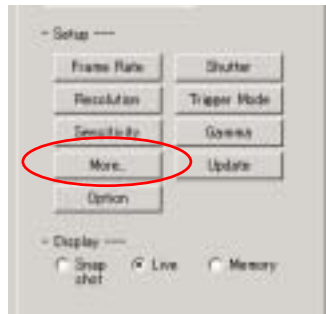 - Setup ----
Frame Rate Shutter
Resolution Trigger Mode
Sensitivity Gamma
More.. Update
Option
- Display ----
Snap shot Live Memory